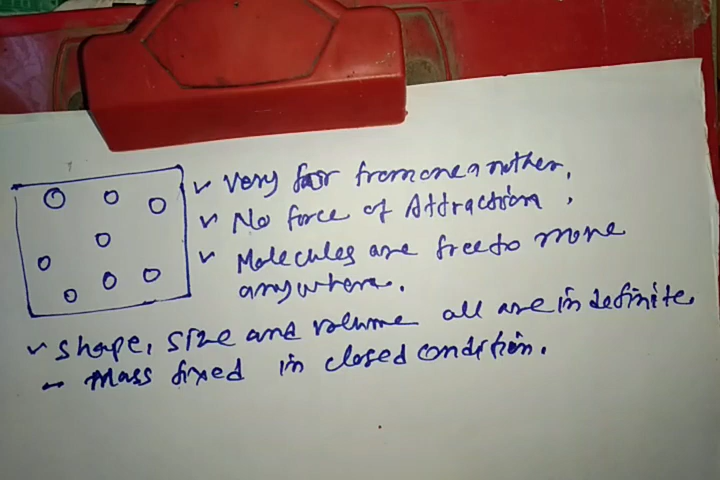 ✓ Very far from one another.
✓ No force of Attraction.
✓ Molecules are free to move
anywhere.
✓ shape, size and volume all are indefinite.
- Mass fixed in closed condition.